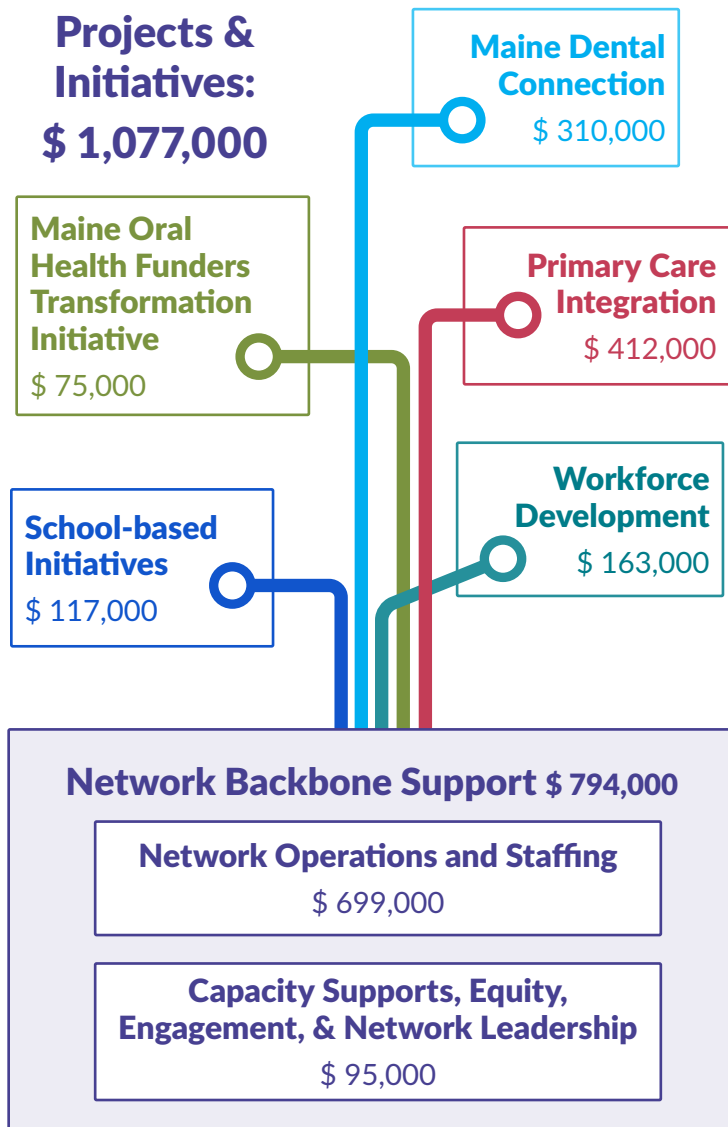 Projects &
Initiatives:
$ 1,077,000
Maine Dental
Connection
$ 310,000
Maine Oral
Health Funders
Transformation
Initiative
$ 75,000
Primary Care
Integration
$ 412,000
School-based
Initiatives
$ 117,000
Workforce
Development
$ 163,000
Network Backbone Support $ 794,000
Network Operations and Staffing
$ 699,000
Capacity Supports, Equity,
Engagement, & Network Leadership
$ 95,000